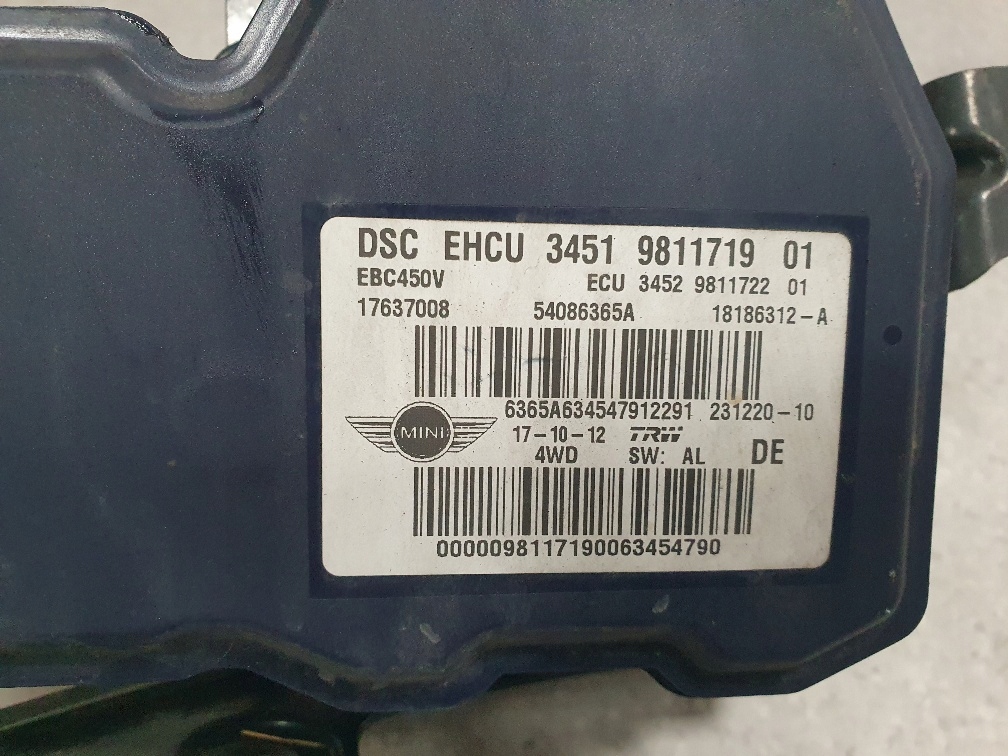 DSC EHCU 3451 9811719 01
EBC450V ECU 3452 9811722 01
17637008 54086365A 18186312-A
6365A634547912291 231220-10
MINI 17-10-12 TRW
4WD SW: AL DE
0000098117190063454790